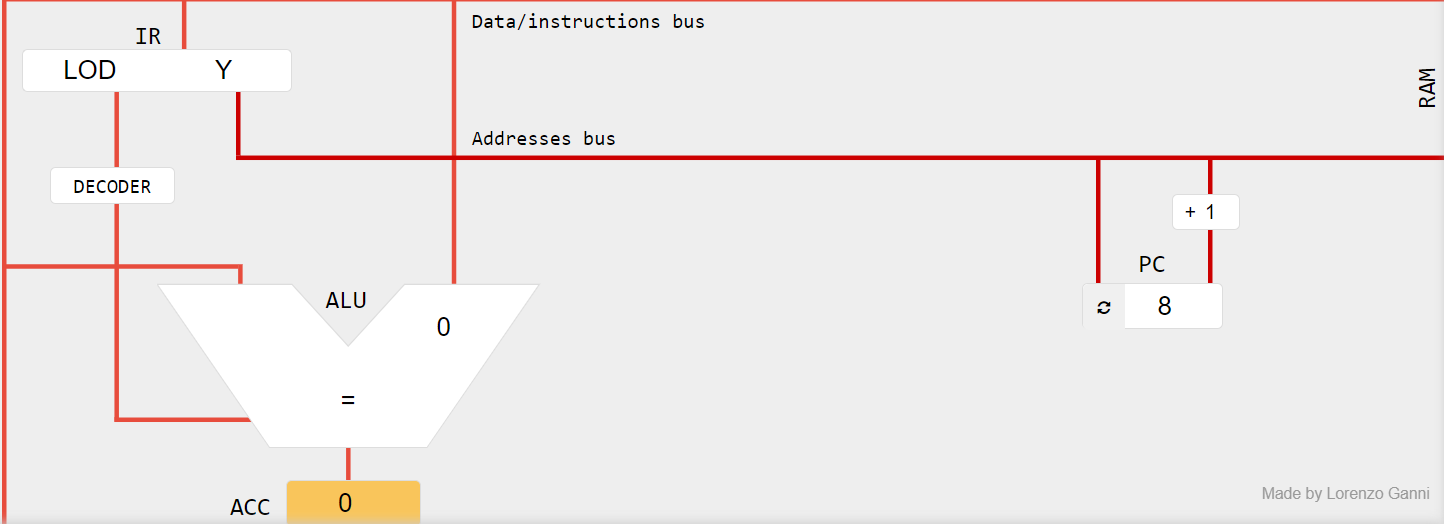 Data/instructions bus
IR
LOD Y
RAM
Addresses bus
DECODER
+ 1
PC
ALU
8
0
=
Made by Lorenzo Ganni
ACC
0